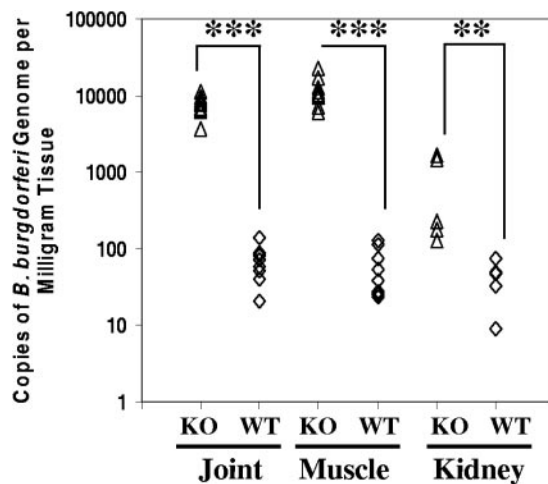 Copies of B. burgdorferi Genome per
Milligram Tissue
*** *** **
100000
10000
1000
100
10
1
KO WT KO WT KO WT
Joint Muscle Kidney